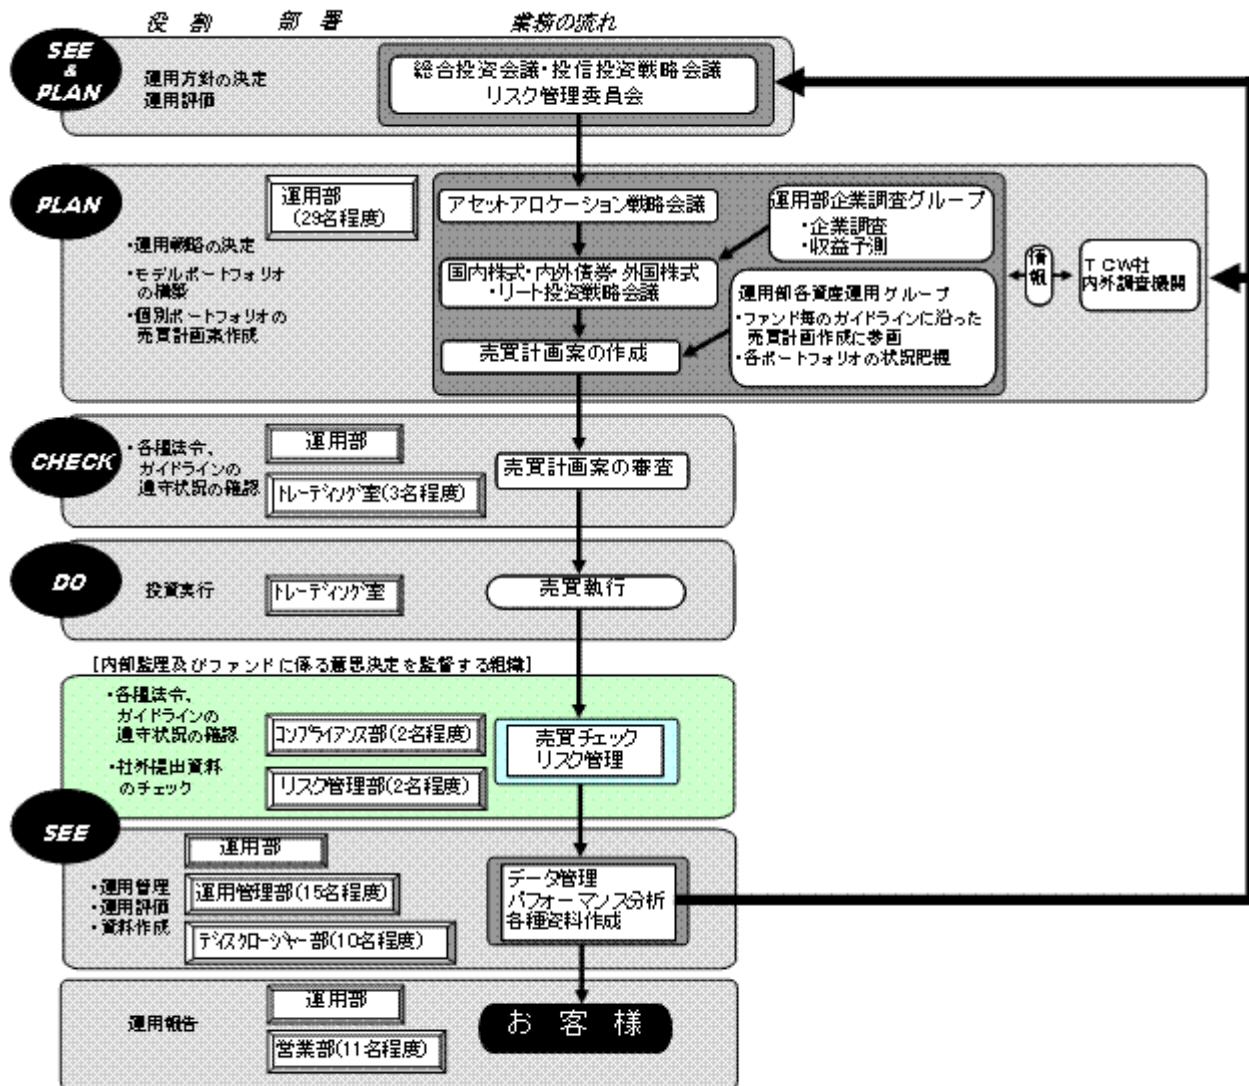 役 割 部 署 業務の流れ
SEE
&
PLAN
運用方針の決定
運用評価
総合投資会議・投信投資戦略会議
リスク管理委員会
PLAN
運用部
(29名程度)
・運用戦略の決定
・モデルポートフォリオ
の構築
・個別ポートフォリオの
売買計画案作成
アセットアロケーション戦略会議
国内株式・内外債券・外国株式
・リート投資戦略会議
売買計画案の作成
運用部企業調査グループ
・企業調査
・収益予測
運用部各資産運用グループ
・ファンド毎のガイドラインに沿った
売買計画作成に参画
・各ポートフォリオの状況把握
情報
TCW社
内外調査機関
CHECK
・各種法令、
ガイドラインの
遵守状況の確認
運用部
トレーディング室(3名程度)
売買計画案の審査
DO
投資実行
トレーディング室
売買執行
[内部監理及びファンドに係る意思決定を監督する組織]
・各種法令、
ガイドラインの
遵守状況の確認
・社外提出資料
のチェック
コンプライアンス部(2名程度)
リスク管理部(2名程度)
売買チェック
リスク管理
SEE
・運用管理
・運用評価
・資料作成
運用部
運用管理部(15名程度)
ディスクロージャー部(10名程度)
データ管理
パフォーマンス分析
各種資料作成
運用報告
運用部
営業部(11名程度)
お 客 様